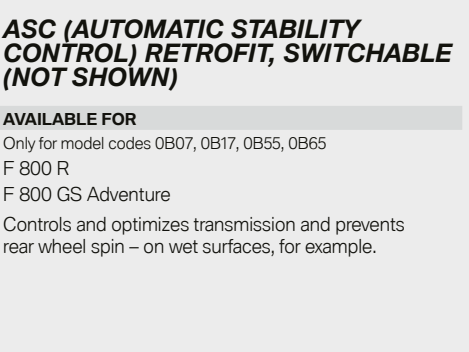 ASC (AUTOMATIC STABILITY
CONTROL) RETROFIT, SWITCHABLE
(NOT SHOWN)
AVAILABLE FOR
Only for model codes 0B07, 0B17, 0B55, 0B65
F 800 R
F 800 GS Adventure
Controls and optimizes transmission and prevents
rear wheel spin – on wet surfaces, for example.